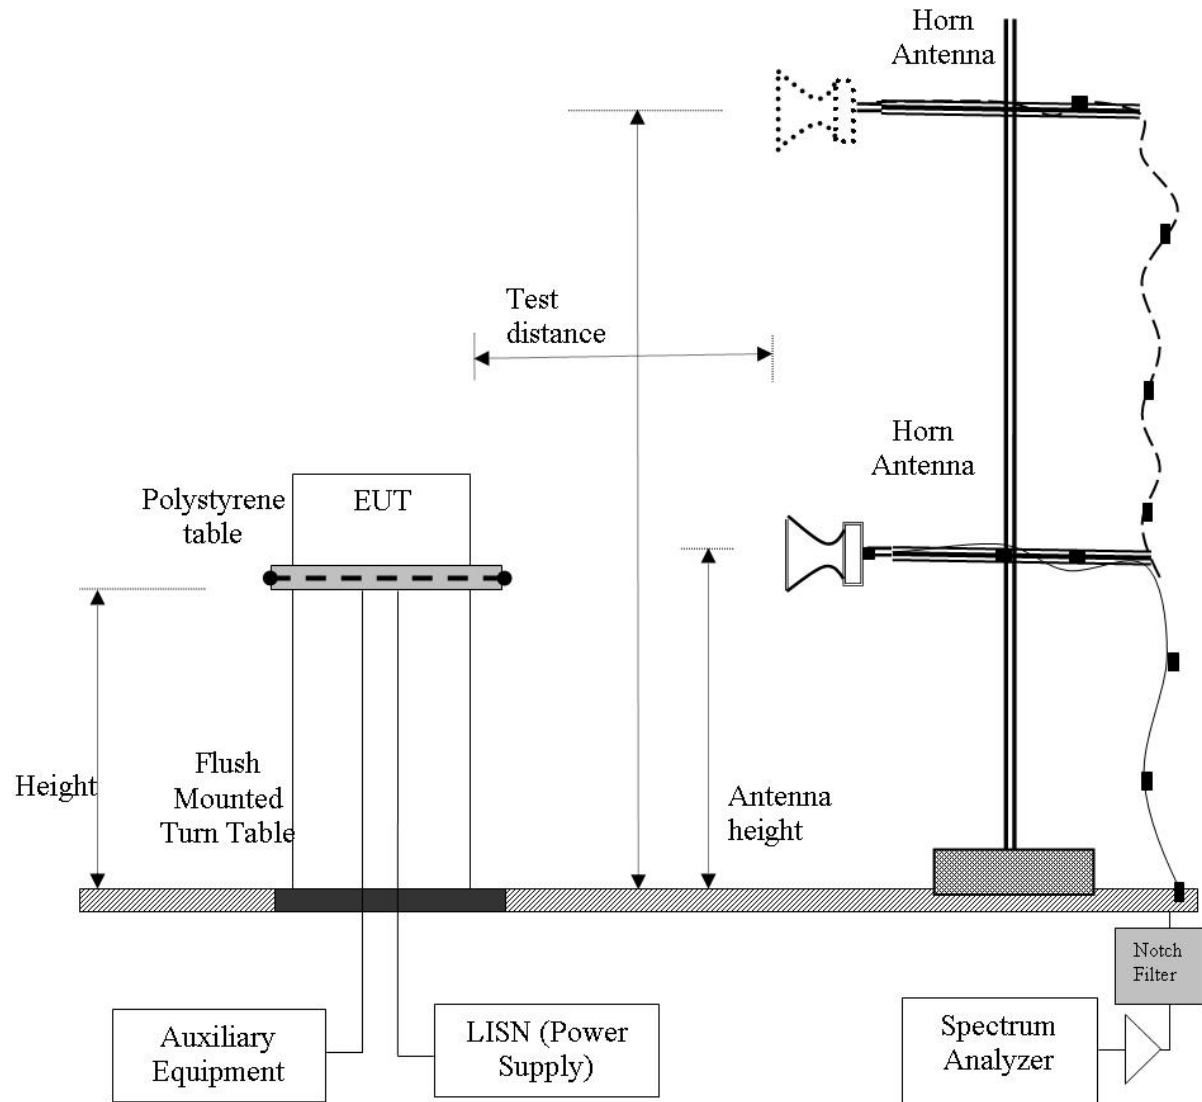 Horn
Antenna
Test
distance
Horn
Antenna
Polystyrene
table
EUT
Height
Flush
Mounted
Turn Table
Antenna
height
Notch
Filter
Auxiliary
Equipment
LISN (Power
Supply)
Spectrum
Analyzer